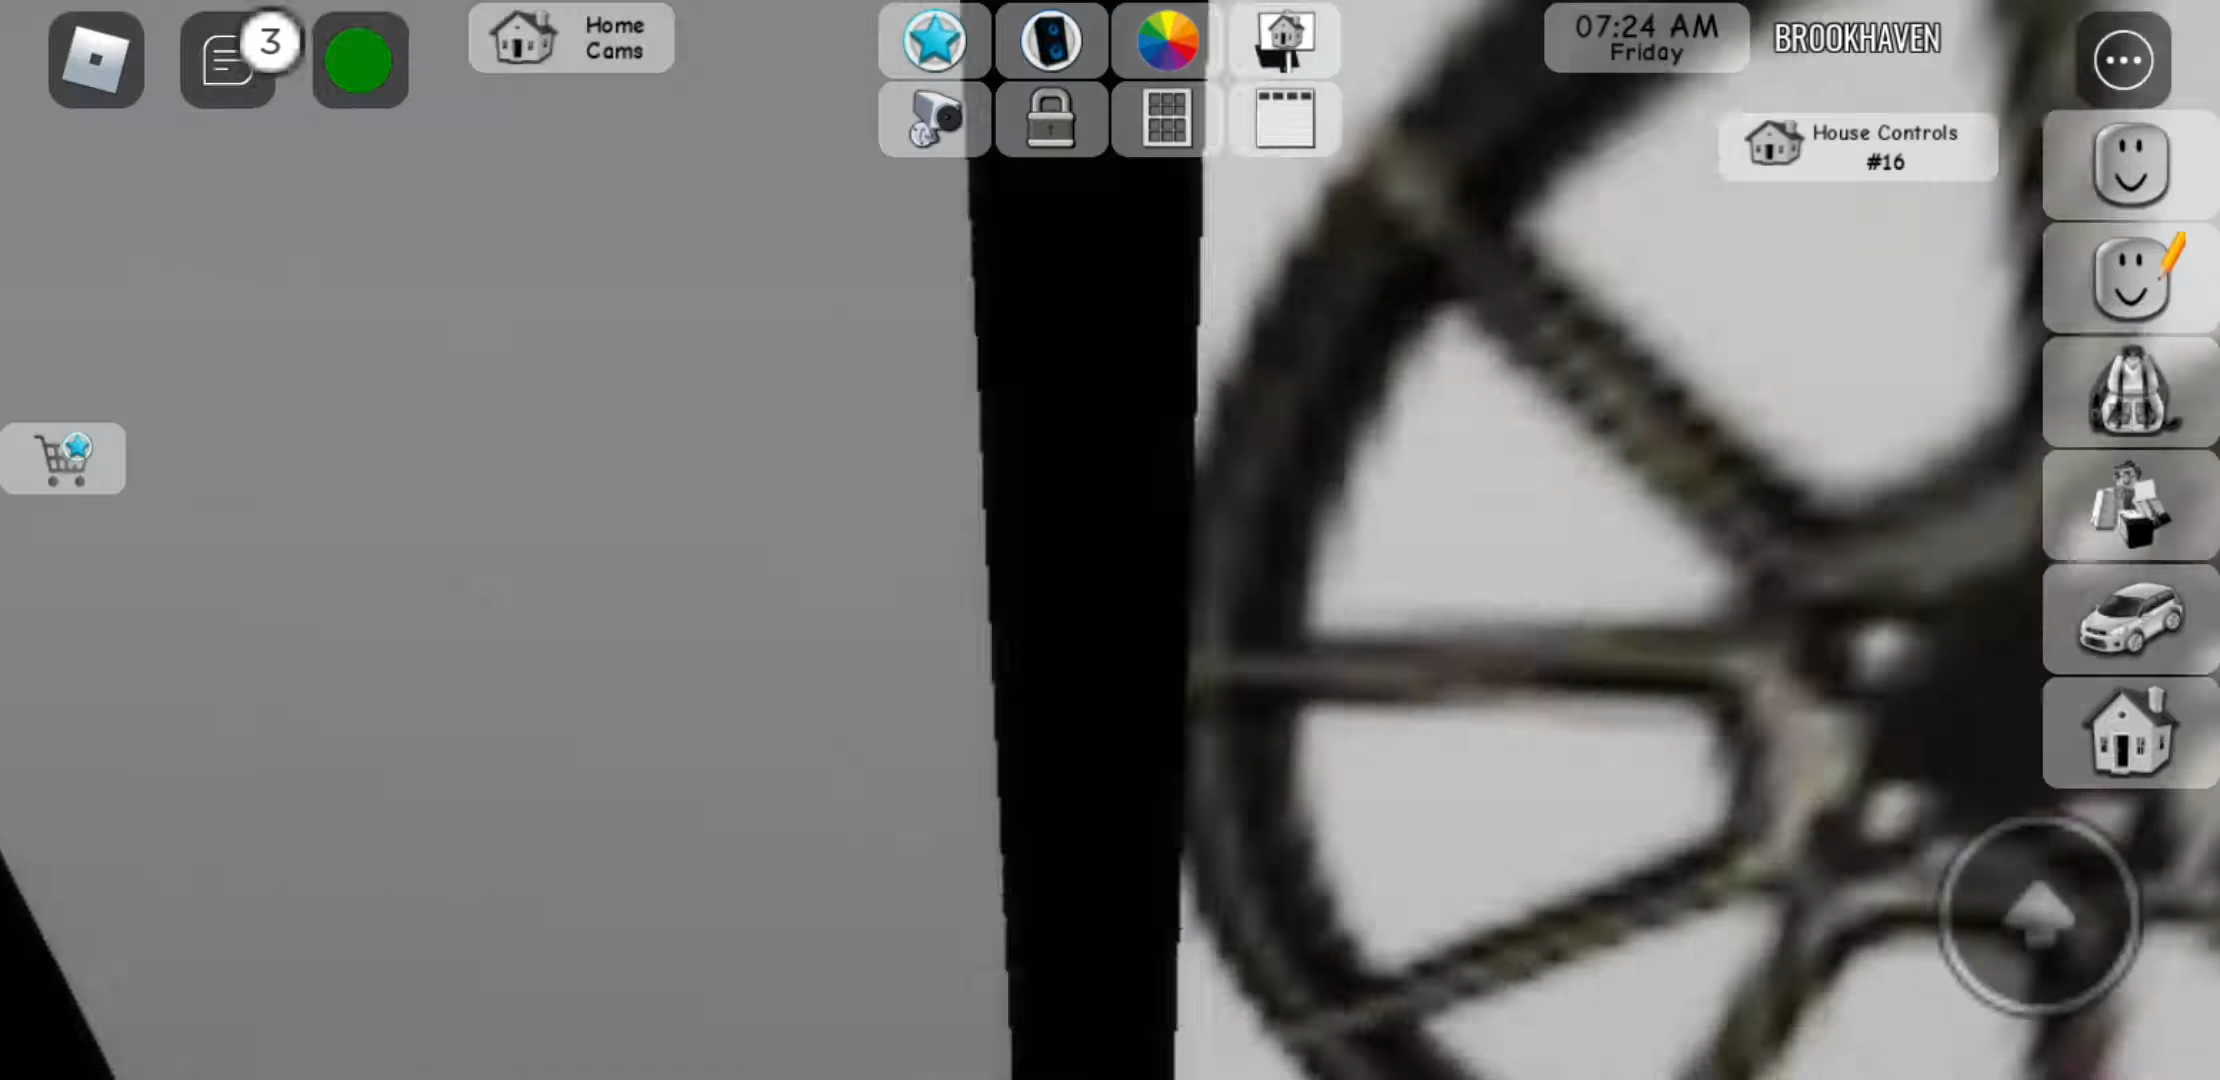 3
Home
Cams
07:24 AM
Friday
BROOKHAVEN
House Controls
#16